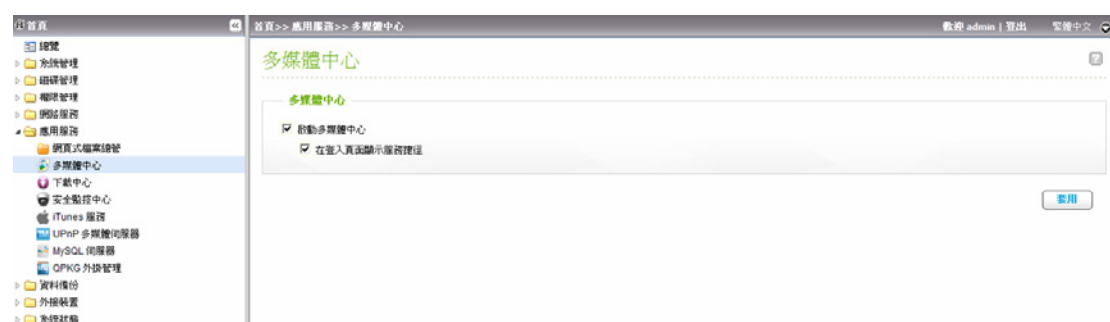 首頁
首頁>> 應用服務>> 多媒體中心
歡迎 admin | 登出
繁體中文
總覽
系統管理
磁碟管理
權限管理
網路服務
應用服務
網頁式檔案總管
多媒體中心
下載中心
安全監控中心
iTunes 服務
UPnP 多媒體伺服器
MySQL 伺服器
QPKG 外掛管理
資料備份
外接裝置
系統狀態
多媒體中心
多媒體中心
啟動多媒體中心
在登入頁面顯示服務捷徑
套用